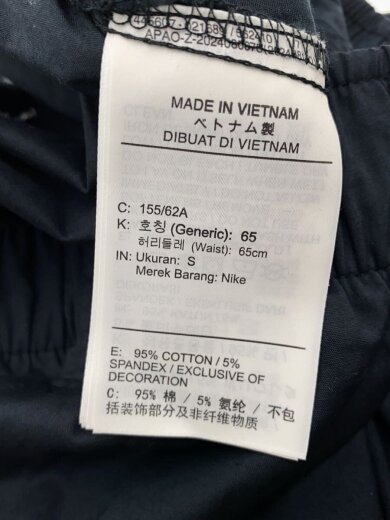 MADE IN VIETNAM
ベトナム製
DIBUAT DI VIETNAM
C: 155/62A
K: 호칭 (Generic): 65
허리둘레 (Waist): 65cm
IN: Ukuran: S
Merek Barang: Nike
E: 95% COTTON / 5%
SPANDEX / EXCLUSIVE OF
DECORATION
C: 95% 棉 / 5% 氨纶 / 不包
括装饰部分及非纤维物质